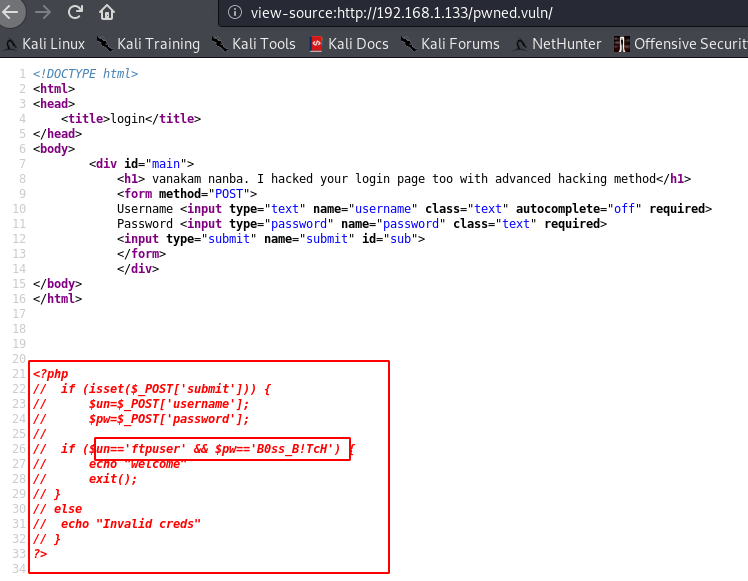 view-source:http://192.168.1.133/pwned.vuln/
Kali Linux Kali Training Kali Tools Kali Docs Kali Forums NetHunter Offensive Securit
1 <!DOCTYPE html>
2 <html>
3 <head>
4 <title>login</title>
5 </head>
6 <body>
7 <div id="main">
8 <h1> vanakam nanba. I hacked your login page too with advanced hacking method</h1>
9 <form method="POST">
10 Username <input type="text" name="username" class="text" autocomplete="off" required>
11 Password <input type="password" name="password" class="text" required>
12 <input type="submit" name="submit" id="sub">
13 </form>
14 </div>
15 </body>
16 </html>
17
18
19
20
21 <?php
22 // if (isset($_POST['submit'])) {
23 // $un=$_POST['username'];
24 // $pw=$_POST['password'];
25 //
26 // if ($un=='ftpuser' && $pw=='B0ss_B!TcH') {
27 // echo "welcome"
28 // exit();
29 // }
30 // else
31 // echo "Invalid creds"
32 // }
33 ?>
34